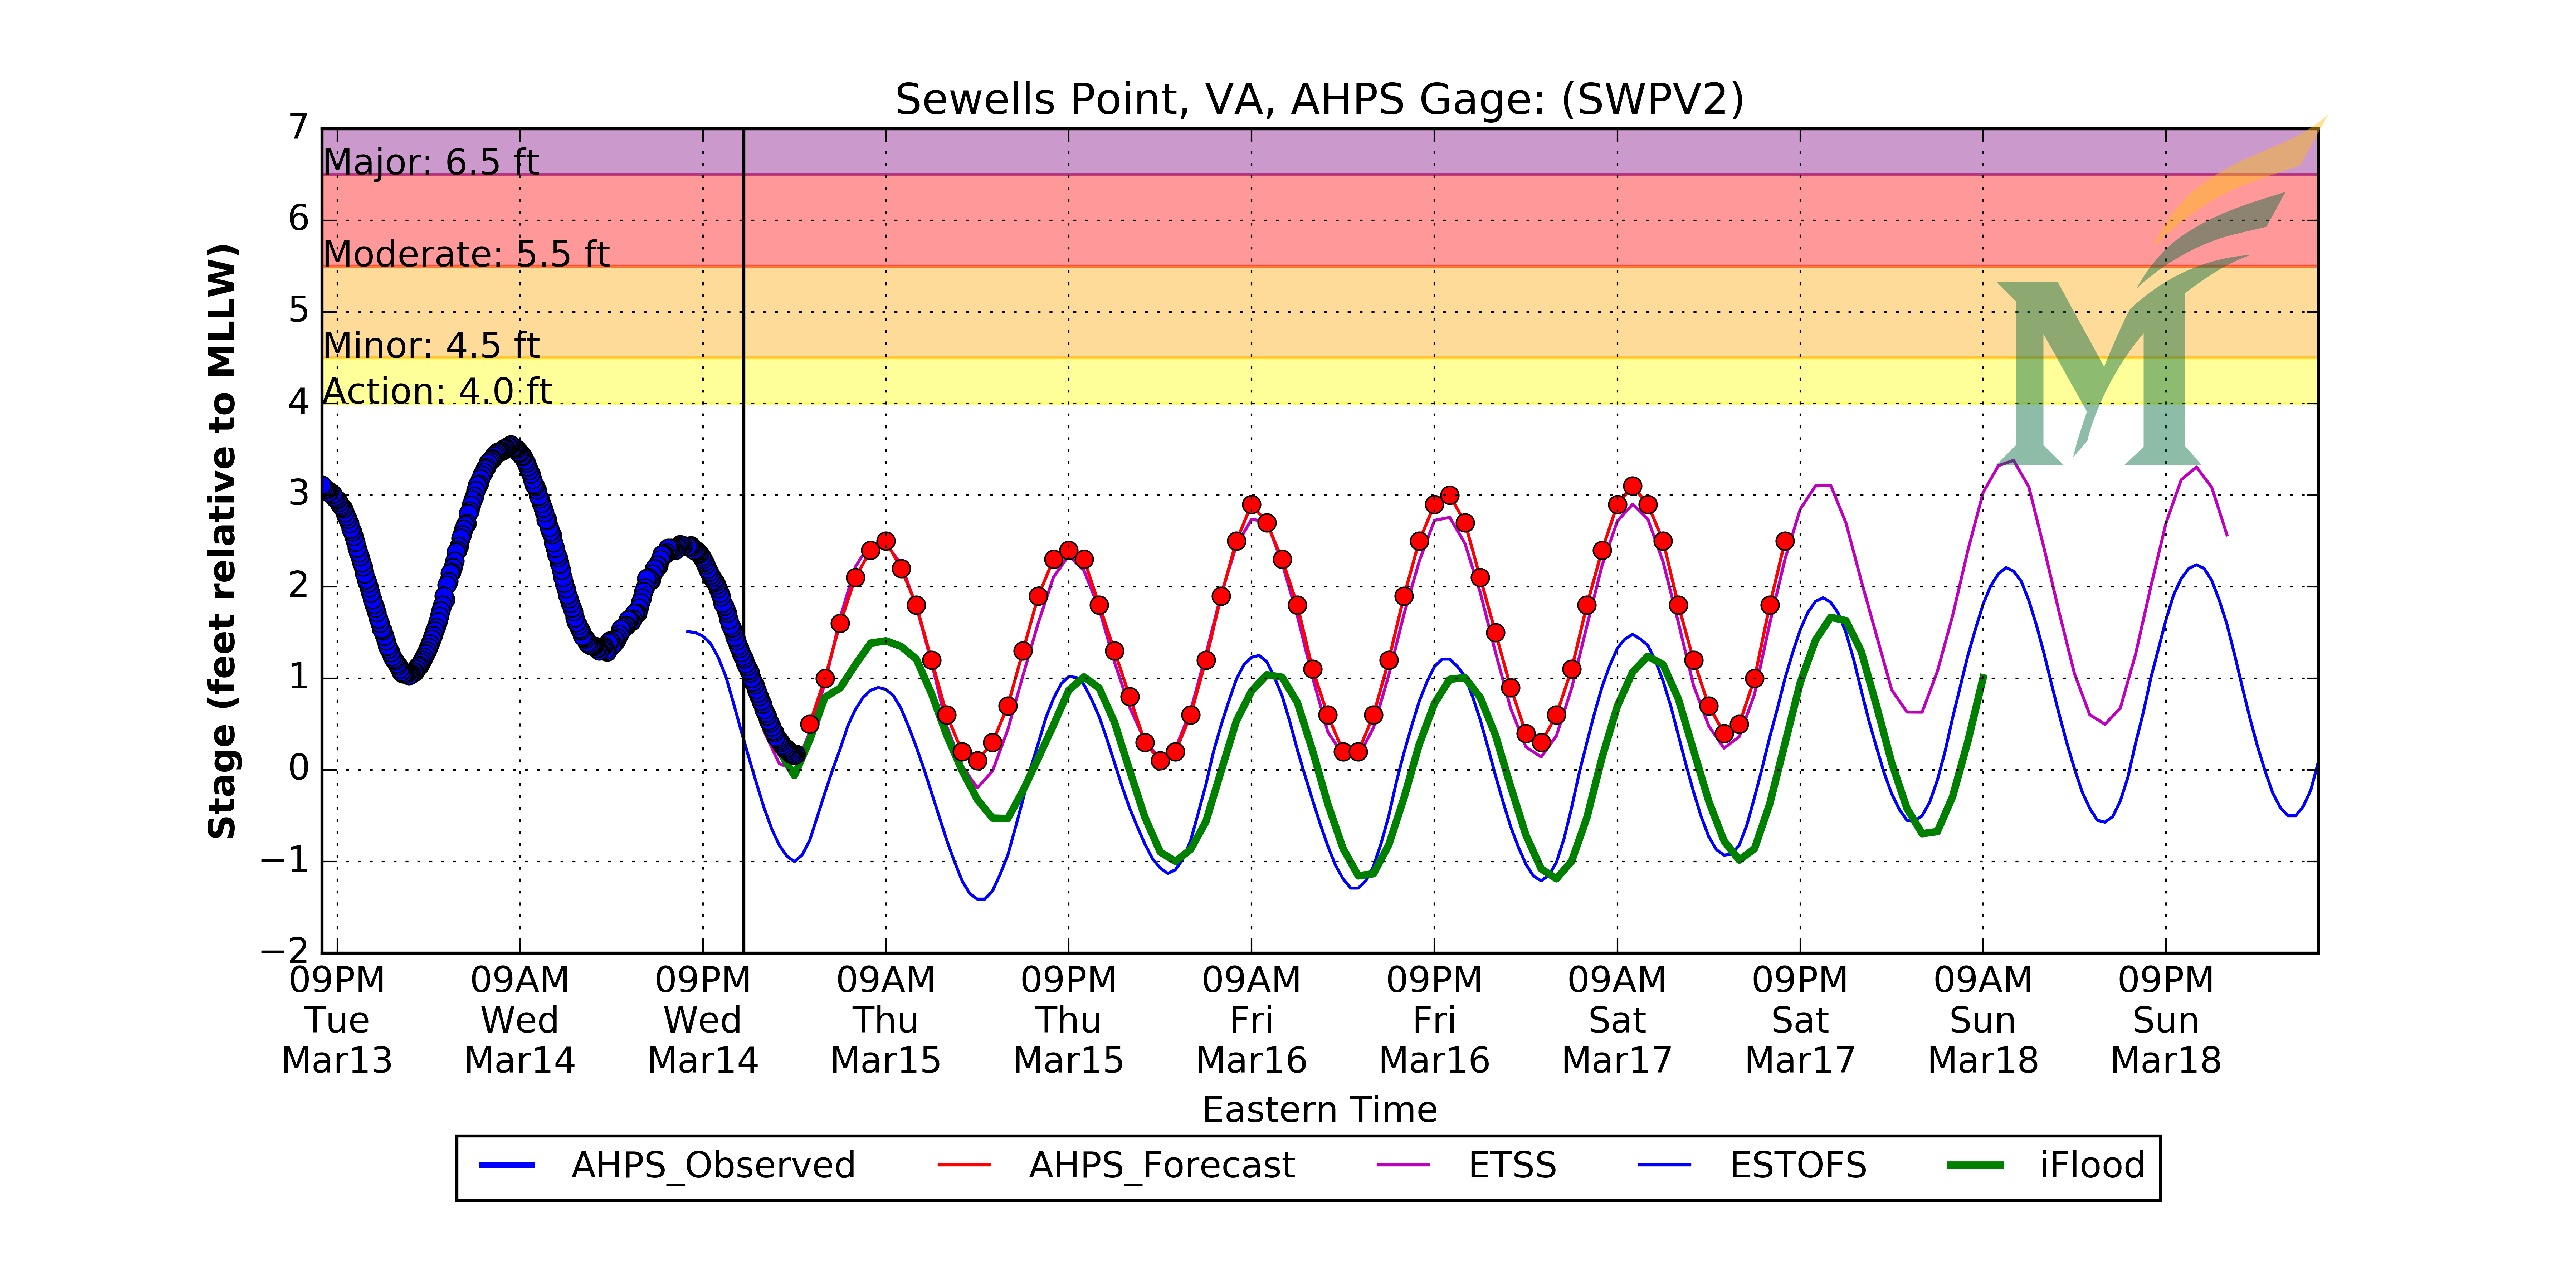 Sewells Point, VA, AHPS Gage: (SWPV2)
Stage (feet relative to MLLW)
7
6
5
4
3
2
1
0
−1
−2
Major: 6.5 ft
Moderate: 5.5 ft
Minor: 4.5 ft
Action: 4.0 ft
M
09PM 09AM 09PM 09AM 09PM 09AM 09PM 09AM 09PM 09AM 09PM
Tue Wed Wed Thu Thu Fri Fri Sat Sat Sun Sun
Mar13 Mar14 Mar14 Mar15 Mar15 Mar16 Mar16 Mar17 Mar17 Mar18 Mar18
Eastern Time
AHPS_Observed AHPS_Forecast ETSS ESTOFS iFlood